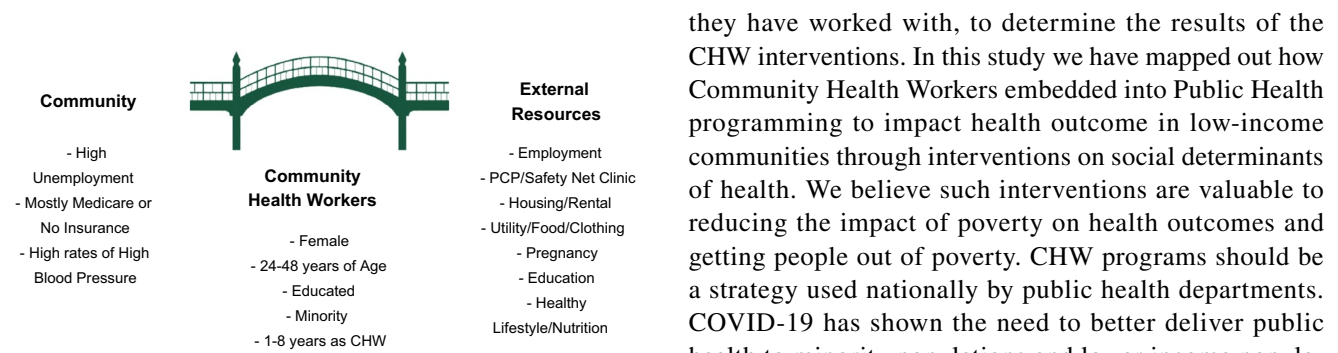 Community
- High
Unemployment
- Mostly Medicare or
No Insurance
- High rates of High
Blood Pressure
Community
Health Workers
- Female
- 24-48 years of Age
- Educated
- Minority
- 1-8 years as CHW
External
Resources
- Employment
- PCP/Safety Net Clinic
- Housing/Rental
- Utility/Food/Clothing
- Pregnancy
- Education
- Healthy
Lifestyle/Nutrition
they have worked with, to determine the results of the
CHW interventions. In this study we have mapped out how
Community Health Workers embedded into Public Health
programming to impact health outcome in low-income
communities through interventions on social determinants
of health. We believe such interventions are valuable to
reducing the impact of poverty on health outcomes and
getting people out of poverty. CHW programs should be
a strategy used nationally by public health departments.
COVID-19 has shown the need to better deliver public